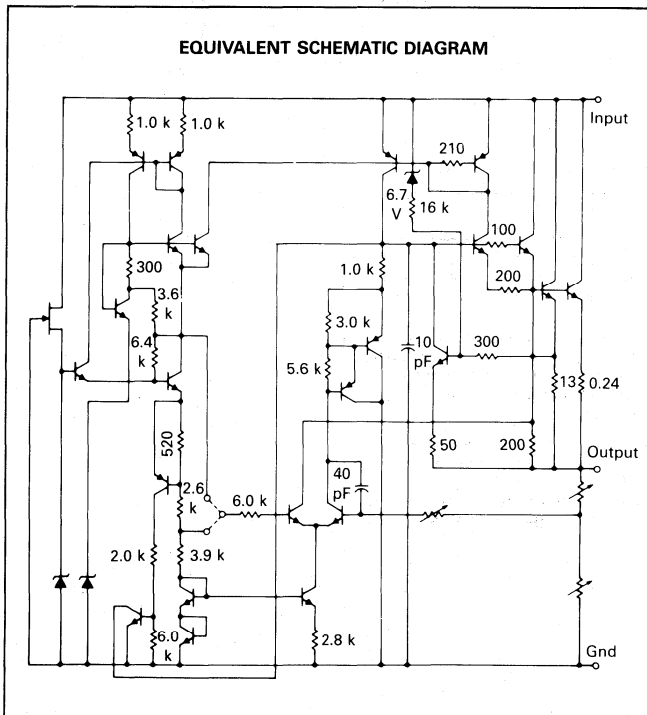 EQUIVALENT SCHEMATIC DIAGRAM
Input
1.0 k
1.0 k
210
6.7
V
16 k
100
300
1.0 k
200
3.6
k
3.0 k
10
pF
300
6.4
k
5.6 k
13
0.24
520
50
200
Output
40
pF
2.6
k
6.0 k
2.0 k
3.9 k
6.0
k
2.8 k
Gnd